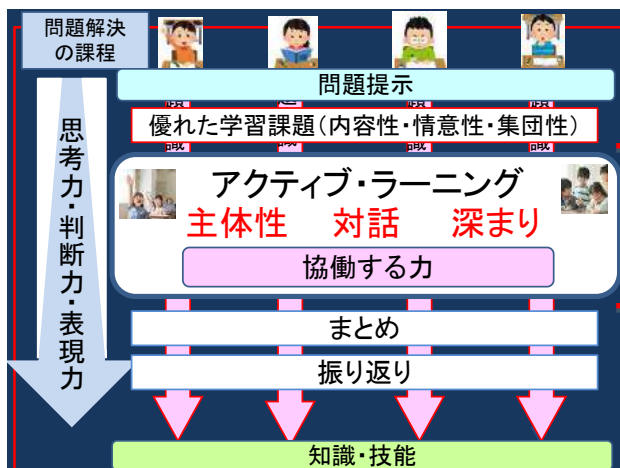 問題解決
の課程
問題提示
優れた学習課題(内容性・情意性・集団性)
思考力・判断力・表現力
アクティブ・ラーニング
主体性 対話 深まり
協働する力
まとめ
振り返り
知識・技能